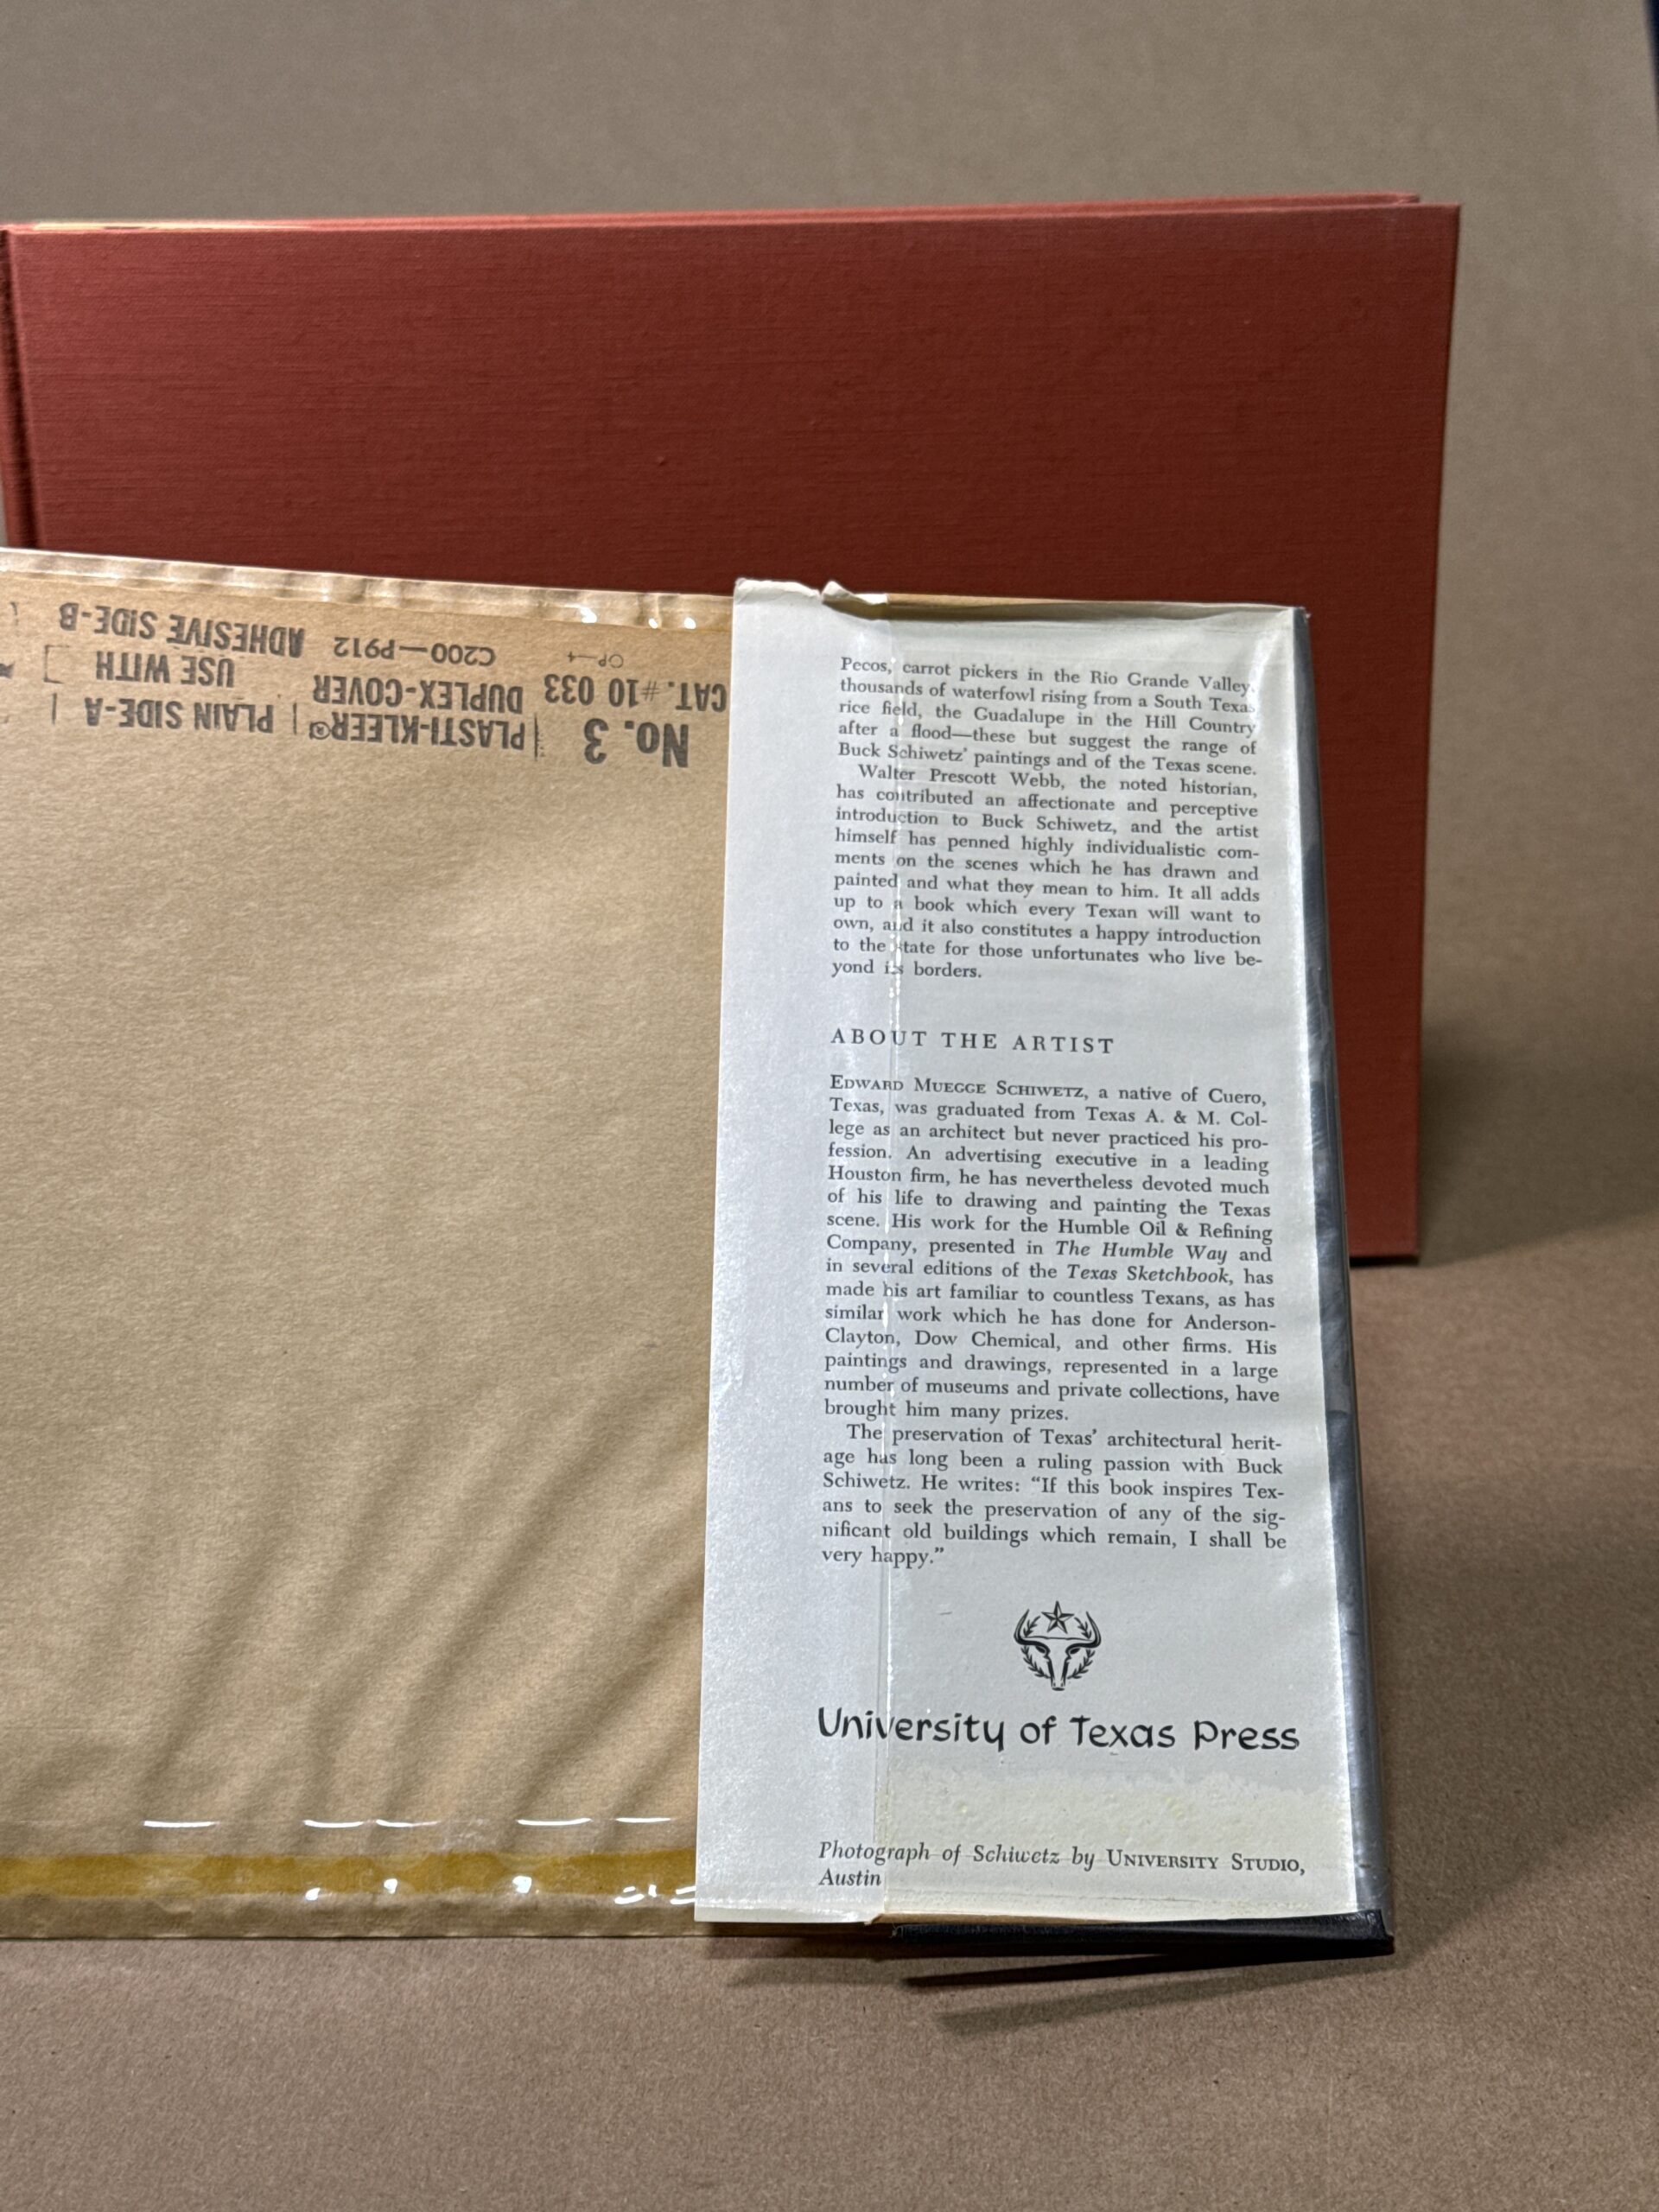 No. 3
CAT. #10 033
CP-4
PLASTI-KLEER®
DUPLEX-COVER
C200—P912
PLAIN SIDE-A
USE WITH
ADHESIVE SIDE-B
Pecos, carrot pickers in the Rio Grande Valley,
thousands of waterfowl rising from a South Texas
rice field, the Guadalupe in the Hill Country
after a flood—these but suggest the range of
Buck Schiwetz' paintings and of the Texas scene.
Walter Prescott Webb, the noted historian,
has contributed an affectionate and perceptive
introduction to Buck Schiwetz, and the artist
himself has penned highly individualistic com-
ments on the scenes which he has drawn and
painted and what they mean to him. It all adds
up to a book which every Texan will want to
own, and it also constitutes a happy introduction
to the state for those unfortunates who live be-
yond its borders.
ABOUT THE ARTIST
EDWARD MUEGGE SCHIWETZ, a native of Cuero,
Texas, was graduated from Texas A. & M. Col-
lege as an architect but never practiced his pro-
fession. An advertising executive in a leading
Houston firm, he has nevertheless devoted much
of his life to drawing and painting the Texas
scene. His work for the Humble Oil & Refining
Company, presented in The Humble Way and
in several editions of the Texas Sketchbook, has
made his art familiar to countless Texans, as has
similar work which he has done for Anderson-
Clayton, Dow Chemical, and other firms. His
paintings and drawings, represented in a large
number of museums and private collections, have
brought him many prizes.
The preservation of Texas' architectural herit-
age has long been a ruling passion with Buck
Schiwetz. He writes: “If this book inspires Tex-
ans to seek the preservation of any of the sig-
nificant old buildings which remain, I shall be
very happy.”
University of Texas Press
Photograph of Schiwetz by UNIVERSITY STUDIO,
Austin